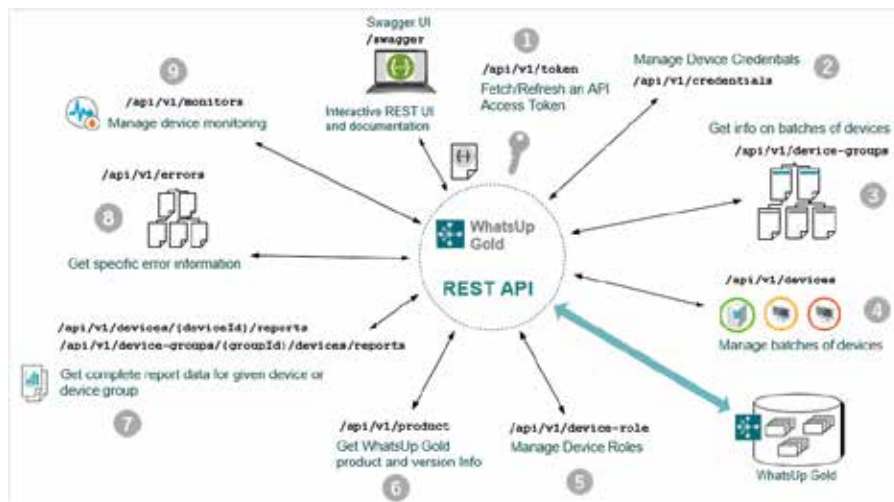 Swagger UI
/swagger
Interactive REST UI
and documentation
1
/api/v1/token
Fetch/Refresh an API
Access Token
Manage Device Credentials
2
/api/v1/credentials
Get info on batches of devices
/api/v1/device-groups
3
/api/v1/devices
4
Manage batches of devices
WhatsUp Gold
/api/v1/device-role
Manage Device Roles
5
/api/v1/product
Get WhatsUp Gold
product and version Info
6
/api/v1/devices/{deviceId}/reports
/api/v1/device-groups/{groupId}/devices/reports
Get complete report data for given device or
device group
7
/api/v1/errors
8
Get specific error information
9
/api/v1/monitors
Manage device monitoring
WhatsUp
Gold
REST API